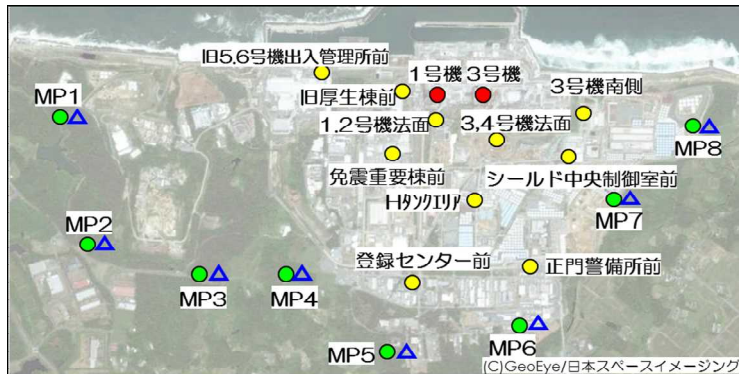 旧5.6号機出入管理所前
1号機
3号機
MP1
旧厚生棟前
3号機南側
1.2号機法面
3,4号機法面
MP8
免震重要棟前
シールド中央制御室前
Hﾀﾝｸｴﾘｱ
MP7
MP2
登録センター前
正門警備所前
MP3
MP4
MP6
MP5
(C)GeoEye/日本スペースイメージング